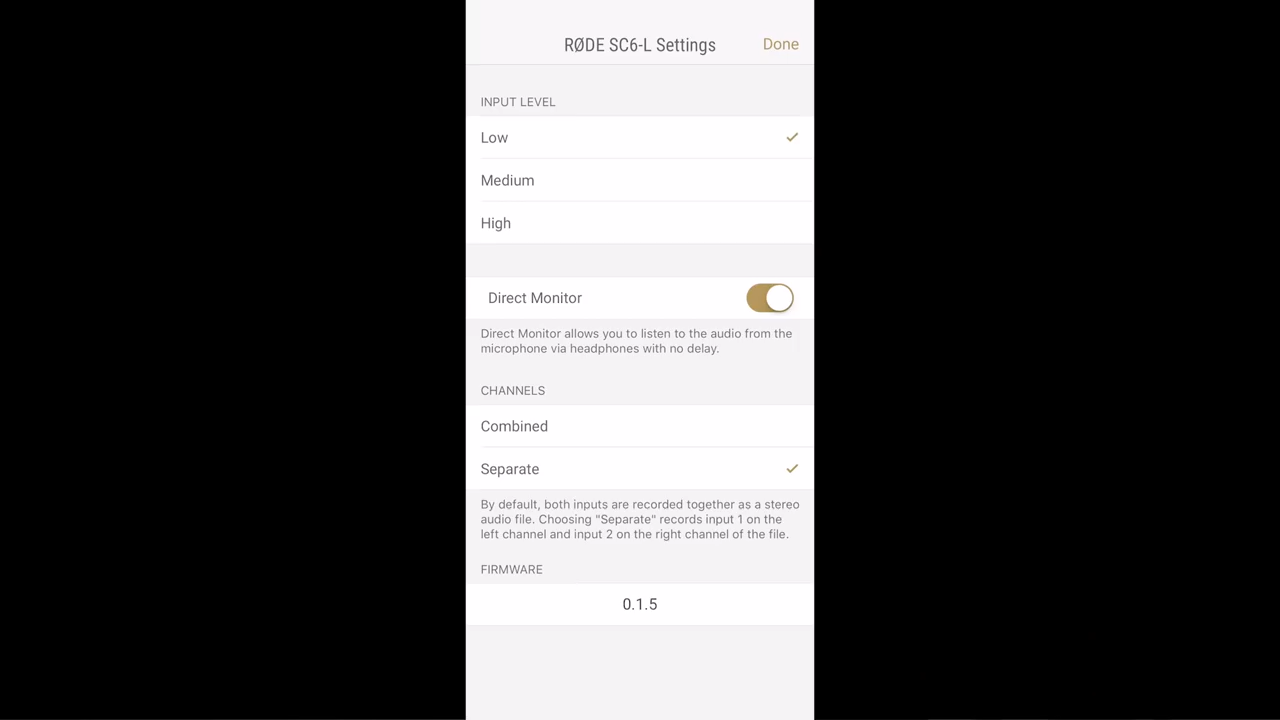 RØDE SC6-L Settings
Done
INPUT LEVEL
Low
Medium
High
Direct Monitor
Direct Monitor allows you to listen to the audio from the
microphone via headphones with no delay.
CHANNELS
Combined
Separate
By default, both inputs are recorded together as a stereo
audio file. Choosing "Separate" records input 1 on the
left channel and input 2 on the right channel of the file.
FIRMWARE
0.1.5